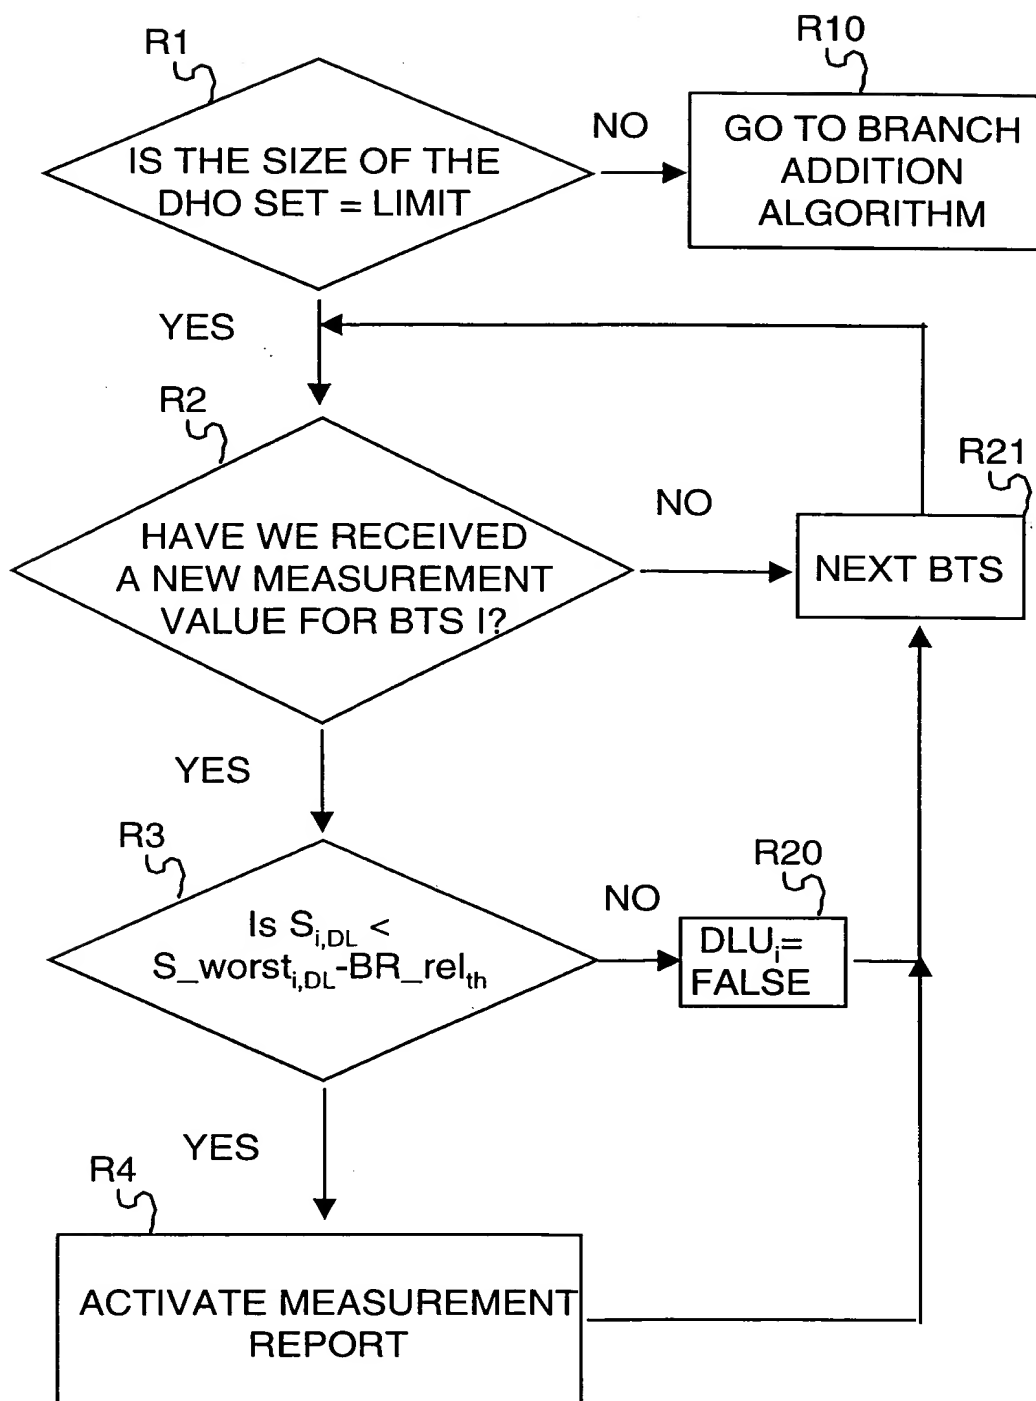 R1
IS THE SIZE OF THE
DHO SET = LIMIT
NO
R10
GO TO BRANCH
ADDITION
ALGORITHM
YES
R2
HAVE WE RECEIVED
A NEW MEASUREMENT
VALUE FOR BTS I?
NO
R21
NEXT BTS
YES
R3
Is S_{i,DL} <
S_worst_{i,DL}-BR_rel_{th}
NO
R20
DLU_i=
FALSE
YES
R4
ACTIVATE MEASUREMENT
REPORT